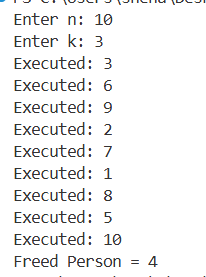 Enter n: 10
Enter k: 3
Executed: 3
Executed: 6
Executed: 9
Executed: 2
Executed: 7
Executed: 1
Executed: 8
Executed: 5
Executed: 10
Freed Person = 4